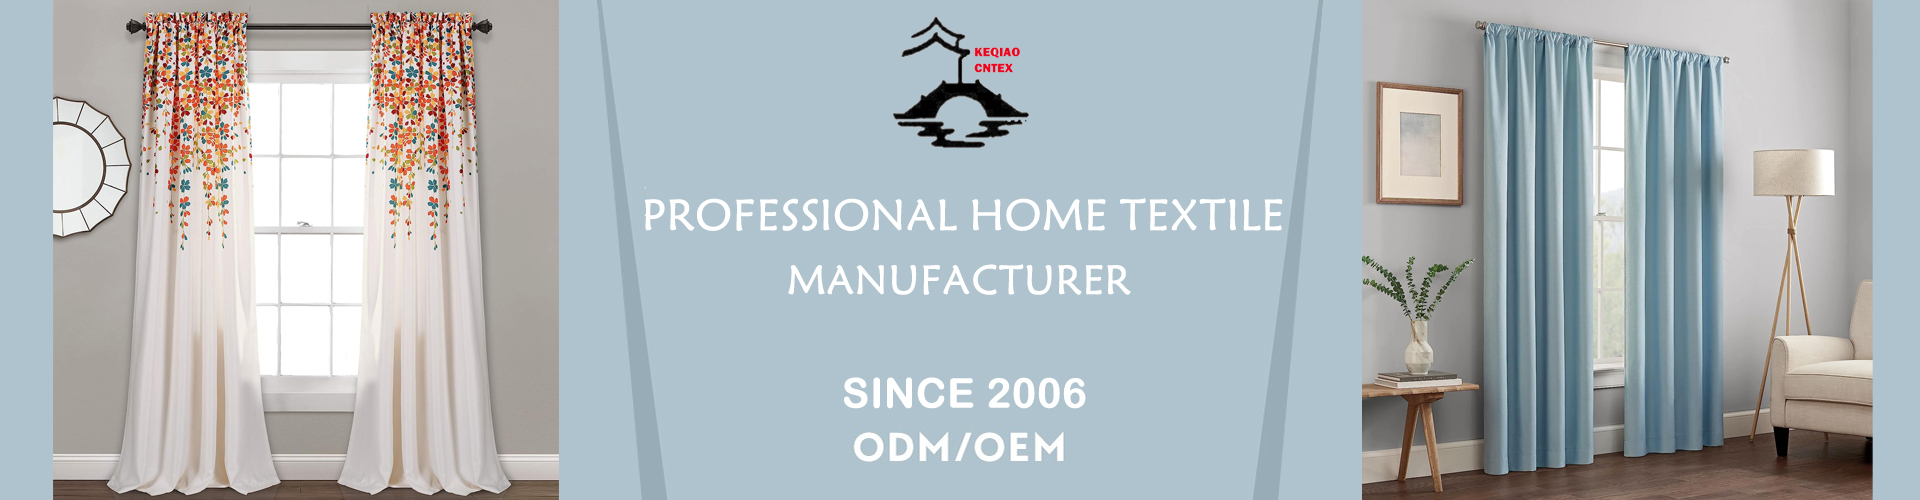 KEQIAO
CNTEX
PROFESSIONAL HOME TEXTILE
MANUFACTURER
SINCE 2006
ODM/OEM